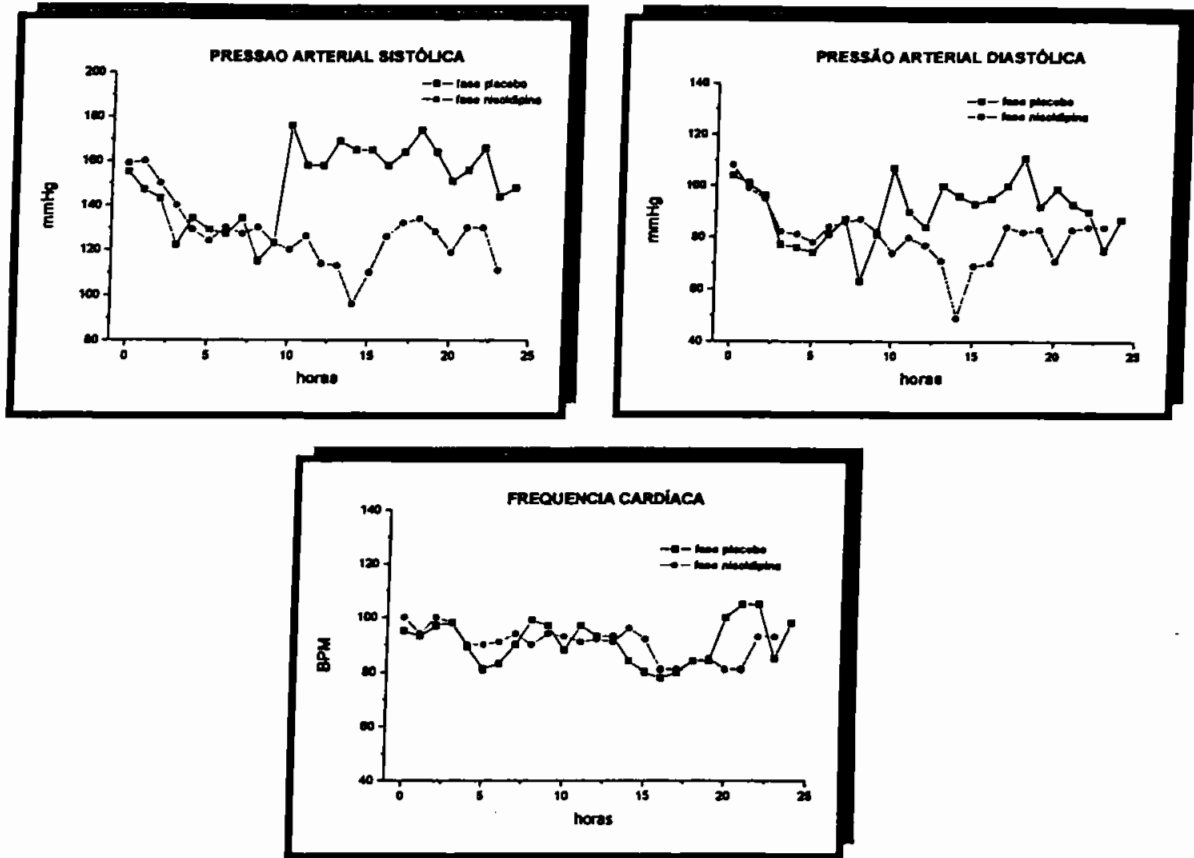 PRESSAO ARTERIAL SISTÓLICA
fase placebo
fase nisoldipina
mmHg
200
180
160
140
120
100
80
0 5 10 15 20 25
horas
PRESSÃO ARTERIAL DIASTÓLICA
fase placebo
fase nisoldipina
mmHg
140
120
100
80
60
40
0 5 10 15 20 25
horas
FREQUENCIA CARDÍACA
fase placebo
fase nisoldipina
BPM
140
120
100
80
60
40
0 5 10 15 20 25
horas